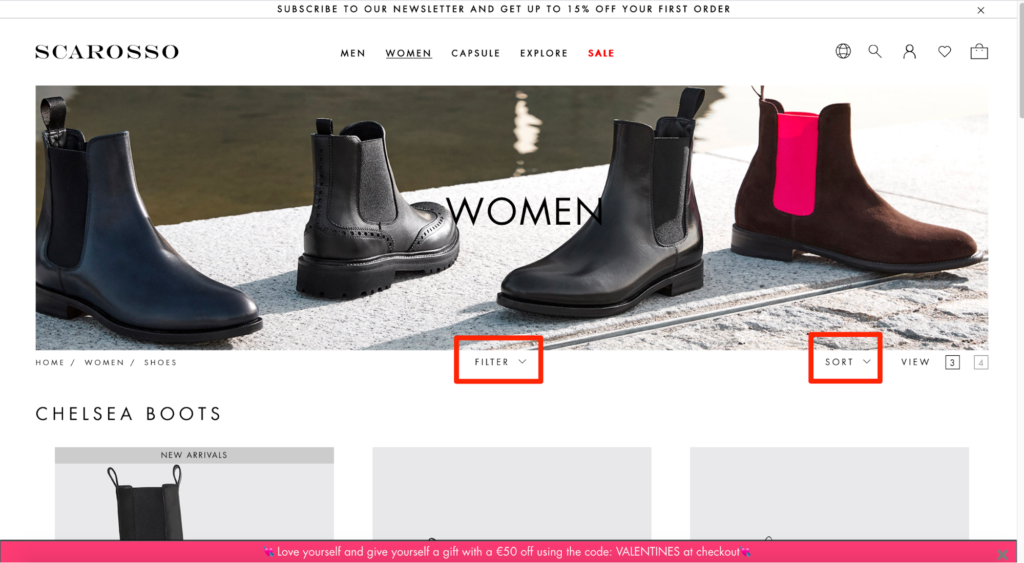 SUBSCRIBE TO OUR NEWSLETTER AND GET UP TO 15% OFF YOUR FIRST ORDER
SCAROSSO MEN WOMEN CAPSULE EXPLORE SALE
WOMEN
HOME / WOMEN / SHOES FILTER SORT VIEW 3 4
CHELSEA BOOTS
NEW ARRIVALS
💘Love yourself and give yourself a gift with a €50 off using the code: VALENTINES at checkout💘